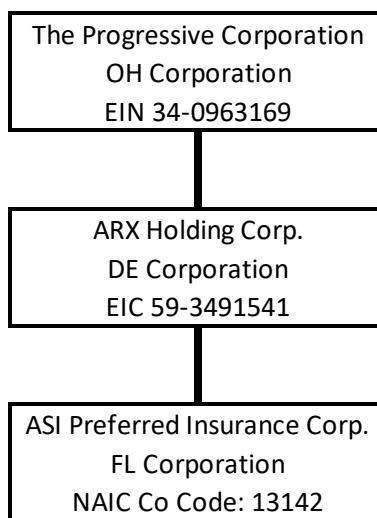 The Progressive Corporation
OH Corporation
EIN 34-0963169
ARX Holding Corp.
DE Corporation
EIC 59-3491541
ASI Preferred Insurance Corp.
FL Corporation
NAIC Co Code: 13142